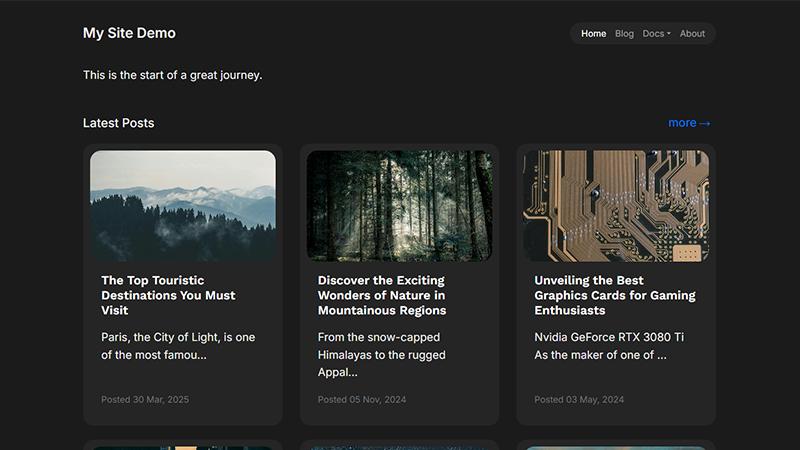 My Site Demo
Home Blog Docs About
This is the start of a great journey.
Latest Posts
more →
The Top Touristic
Destinations You Must
Visit
Paris, the City of Light, is one
of the most famou...
Posted 30 Mar, 2025
Discover the Exciting
Wonders of Nature in
Mountainous Regions
From the snow-capped
Himalayas to the rugged
Appal...
Posted 05 Nov, 2024
Unveiling the Best
Graphics Cards for Gaming
Enthusiasts
Nvidia GeForce RTX 3080 Ti
As the maker of one of ...
Posted 03 May, 2024